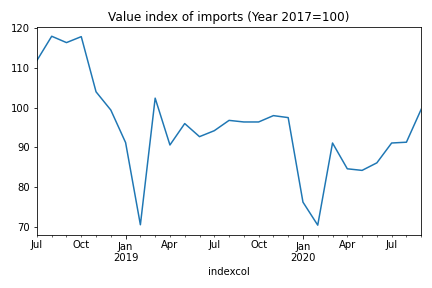 Value index of imports (Year 2017=100)
120
110
100
90
80
70
Jul Oct Jan Apr Jul Oct Jan Apr Jul
2019 2020
indexcol